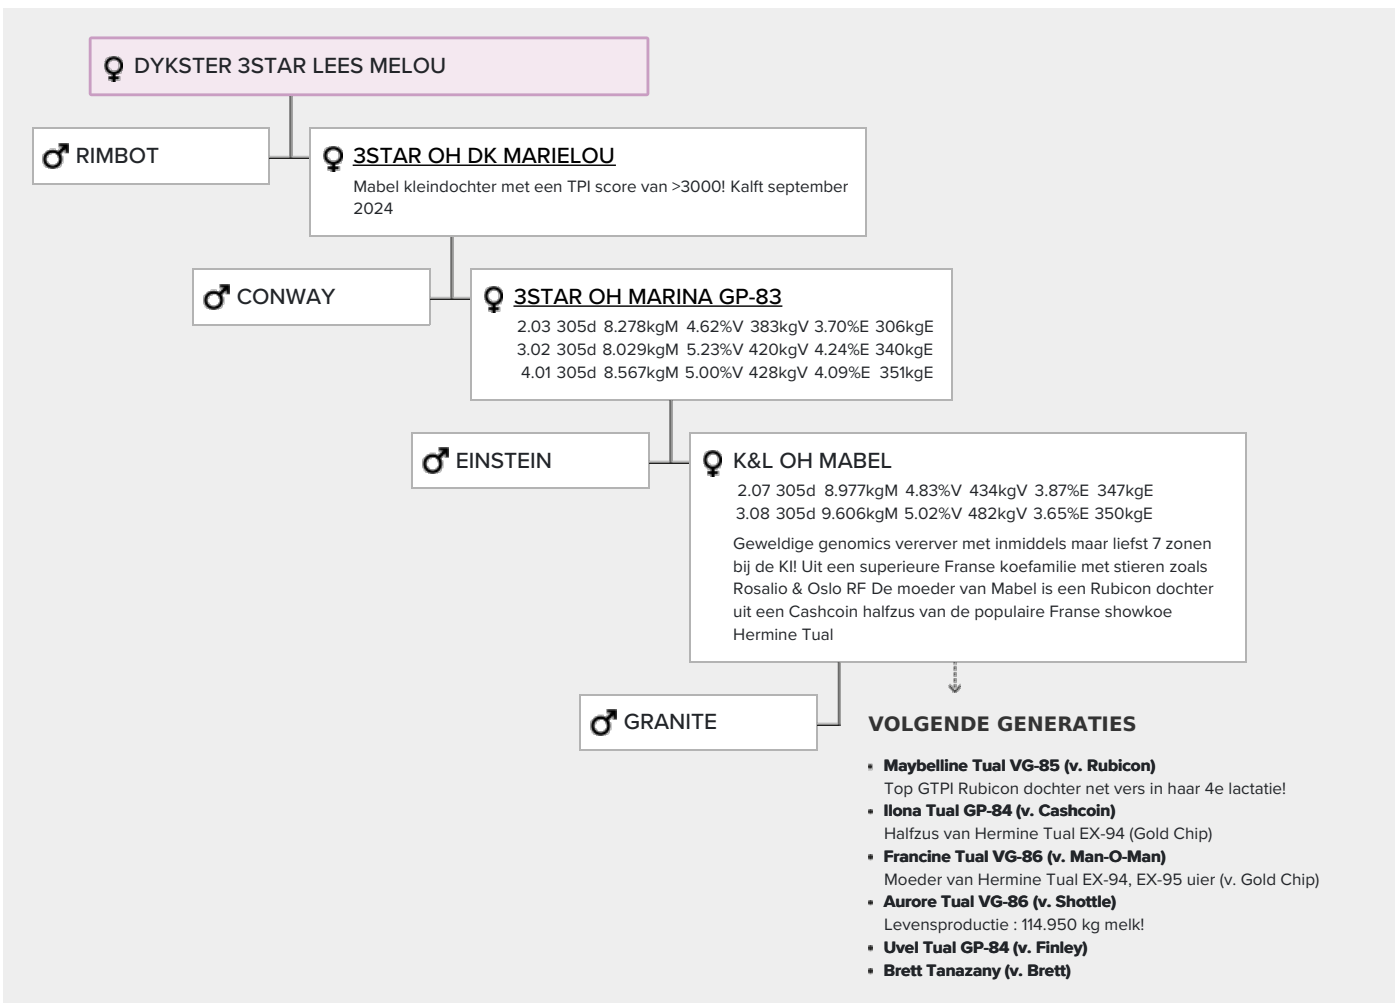 DYKSTER 3STAR LEES MELOU
RIMBOT
3STAR OH DK MARIELOU
Mabel kleindochter met een TPI score van >3000! Kalft september
2024
CONWAY
3STAR OH MARINA GP-83
2.03 305d 8.278kgM 4.62%V 383kgV 3.70%E 306kgE
3.02 305d 8.029kgM 5.23%V 420kgV 4.24%E 340kgE
4.01 305d 8.567kgM 5.00%V 428kgV 4.09%E 351kgE
EINSTEIN
K&L OH MABEL
2.07 305d 8.977kgM 4.83%V 434kgV 3.87%E 347kgE
3.08 305d 9.606kgM 5.02%V 482kgV 3.65%E 350kgE
Geweldige genomics vererver met inmiddels maar liefst 7 zonen
bij de KI! Uit een superieure Franse koefamilie met stieren zoals
Rosalio & Oslo RF De moeder van Mabel is een Rubicon dochter
uit een Cashcoin halfzus van de populaire Franse showkoe
Hermine Tual
GRANITE
VOLGENDE GENERATIES
• Maybelline Tual VG-85 (v. Rubicon)
Top GTPI Rubicon dochter net vers in haar 4e lactatie!
• Ilona Tual GP-84 (v. Cashcoin)
Halfzus van Hermine Tual EX-94 (Gold Chip)
• Francine Tual VG-86 (v. Man-O-Man)
Moeder van Hermine Tual EX-94, EX-95 uier (v. Gold Chip)
• Aurore Tual VG-86 (v. Shottle)
Levensproductie : 114.950 kg melk!
• Uvel Tual GP-84 (v. Finley)
• Brett Tanazany (v. Brett)